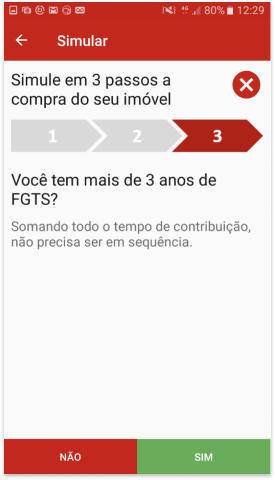 80% 12:29
Simular
Simule em 3 passos a
compra do seu imóvel
1 2 3
Você tem mais de 3 anos de
FGTS?
Somando todo o tempo de contribuição,
não precisa ser em sequência.
NÃO SIM